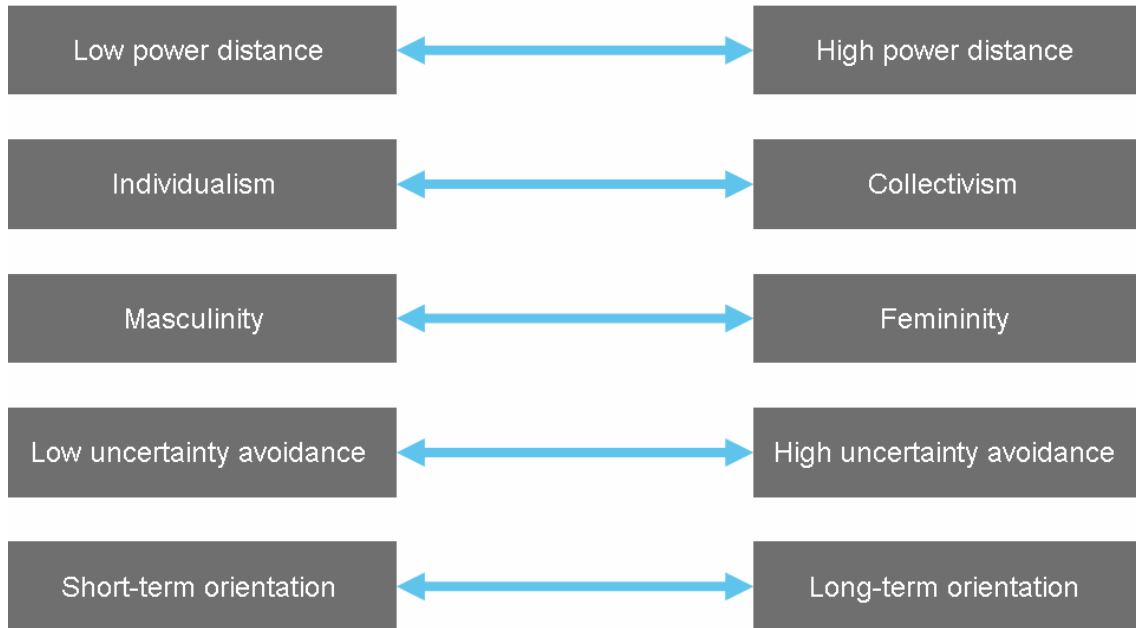 Low power distance
High power distance
Individualism
Collectivism
Masculinity
Femininity
Low uncertainty avoidance
High uncertainty avoidance
Short-term orientation
Long-term orientation